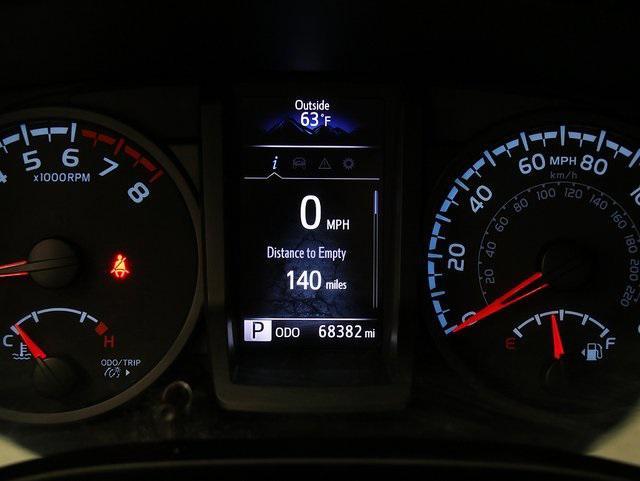 Outside
63°F
i
0 MPH
Distance to Empty
140 miles
P ODO 68382 mi
5 6 7 8
x1000RPM
C H
ODO/TRIP
0 20 40 60 MPH 80
km/h
20 40 60 80 100 120 140 160 180 200 220
E F